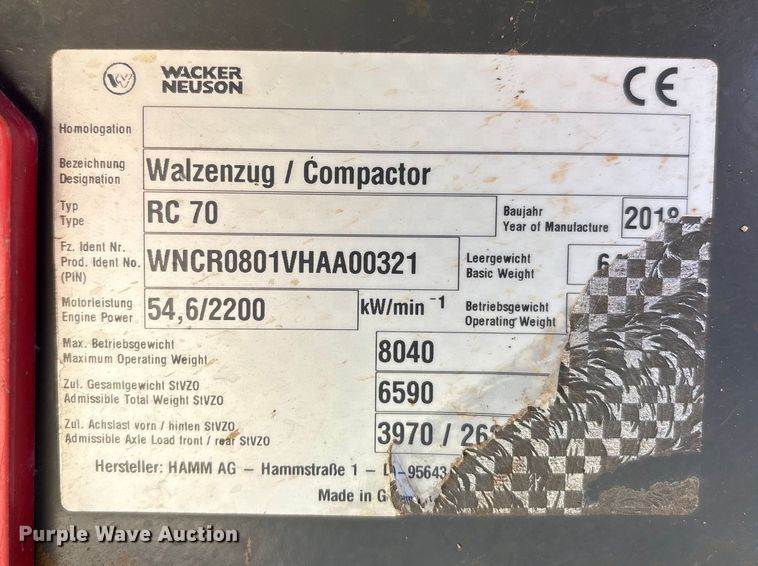 WACKER
NEUSON
CE
Homologation
Bezeichnung
Designation
Walzenzug / Compactor
Typ
Type
RC 70
Baujahr
Year of Manufacture
2018
Fz. Ident Nr.
Prod. Ident No.
(PIN)
WNCR0801VHAA00321
Leergewicht
Basic Weight
Motorleistung
Engine Power
54,6/2200
kW/min -1
Betriebsgewicht
Operating Weight
Max. Betriebsgewicht
Maximum Operating Weight
8040
Zul. Gesamtgewicht StVZO
Admissible Total Weight StVZO
6590
Zul. Achslast vorn / hinten StVZO
Admissible Axle Load front / rear StVZO
3970 /
Hersteller: HAMM AG – Hammstraße 1 –
Made in
Purple Wave Auction